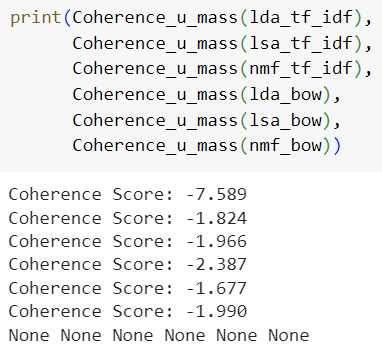 print(Coherence_u_mass(lda_tf_idf),
Coherence_u_mass(lsa_tf_idf),
Coherence_u_mass(nmf_tf_idf),
Coherence_u_mass(lda_bow),
Coherence_u_mass(lsa_bow),
Coherence_u_mass(nmf_bow))
Coherence Score: -7.589
Coherence Score: -1.824
Coherence Score: -1.966
Coherence Score: -2.387
Coherence Score: -1.677
Coherence Score: -1.990
None None None None None None